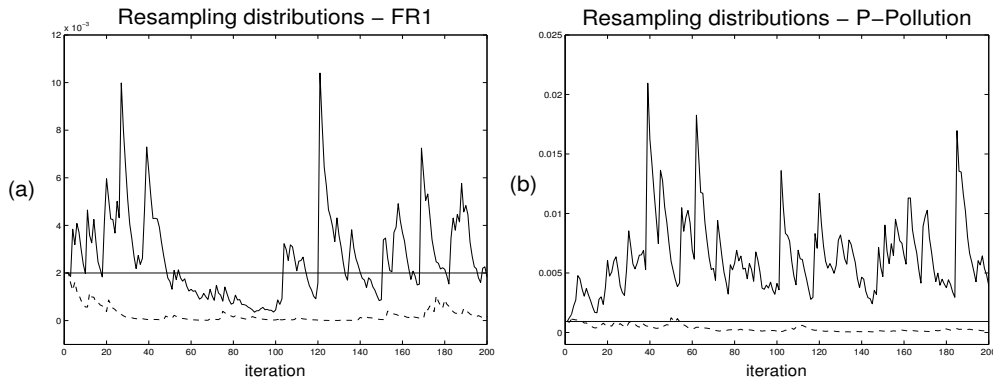 Resampling distributions − FR1
x 10⁻³
12
10
8
6
4
2
0
0 20 40 60 80 100 120 140 160 180 200
iteration
(a)
Resampling distributions − P−Pollution
0.025
0.02
0.015
0.01
0.005
0
0 20 40 60 80 100 120 140 160 180 200
iteration
(b)